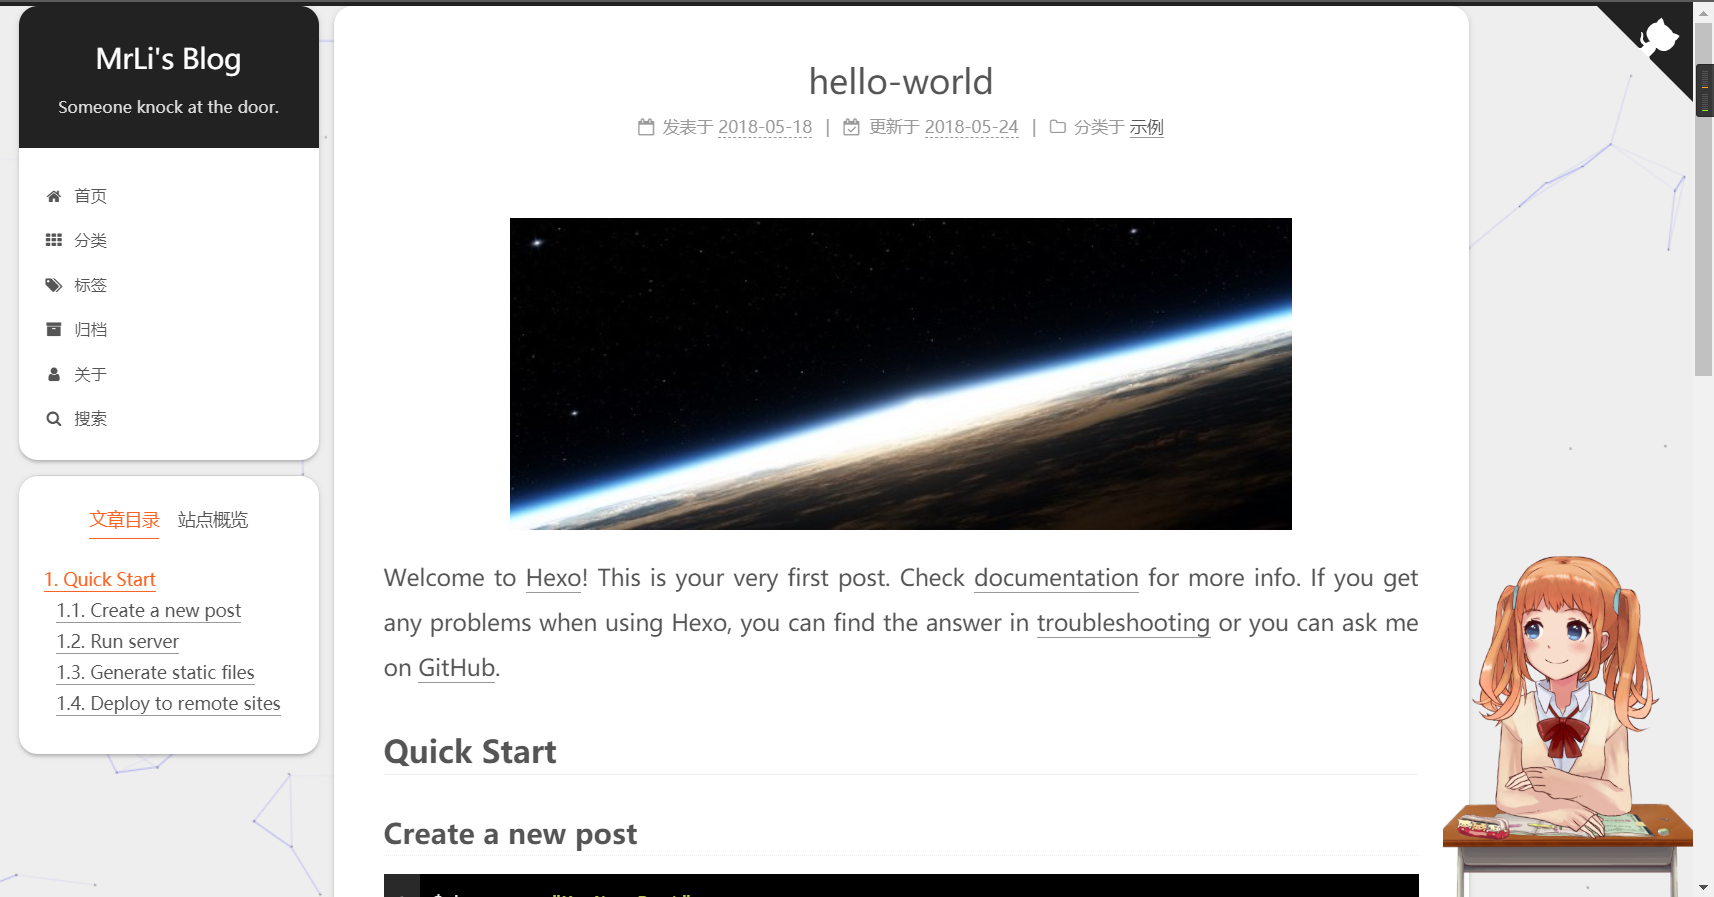 MrLi's Blog
Someone knock at the door.
首页
分类
标签
归档
关于
搜索
文章目录 站点概览
1. Quick Start
1.1. Create a new post
1.2. Run server
1.3. Generate static files
1.4. Deploy to remote sites
hello-world
发表于 2018-05-18 | 更新于 2018-05-24 | 分类于 示例
Welcome to Hexo! This is your very first post. Check documentation for more info. If you get
any problems when using Hexo, you can find the answer in troubleshooting or you can ask me
on GitHub.
Quick Start
Create a new post